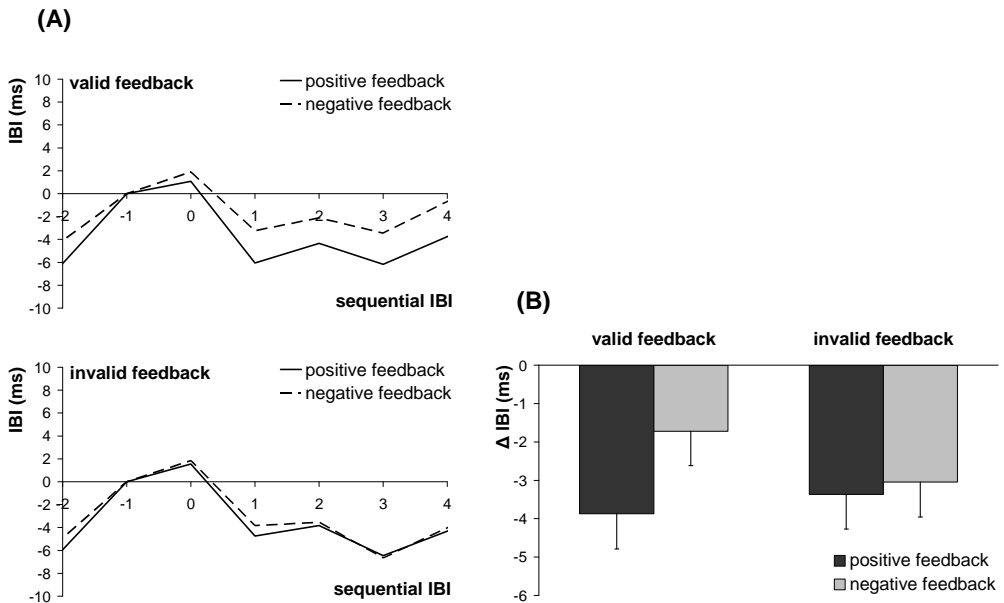 (A)
valid feedback
positive feedback
negative feedback
IBI (ms)
10
8
6
4
2
0
-2
-4
-6
-8
-10
-2 -1 0 1 2 3 4
sequential IBI
invalid feedback
positive feedback
negative feedback
IBI (ms)
10
8
6
4
2
0
-2
-4
-6
-8
-10
-2 -1 0 1 2 3 4
sequential IBI
(B)
valid feedback invalid feedback
Δ IBI (ms)
0
-1
-2
-3
-4
-5
-6
positive feedback
negative feedback